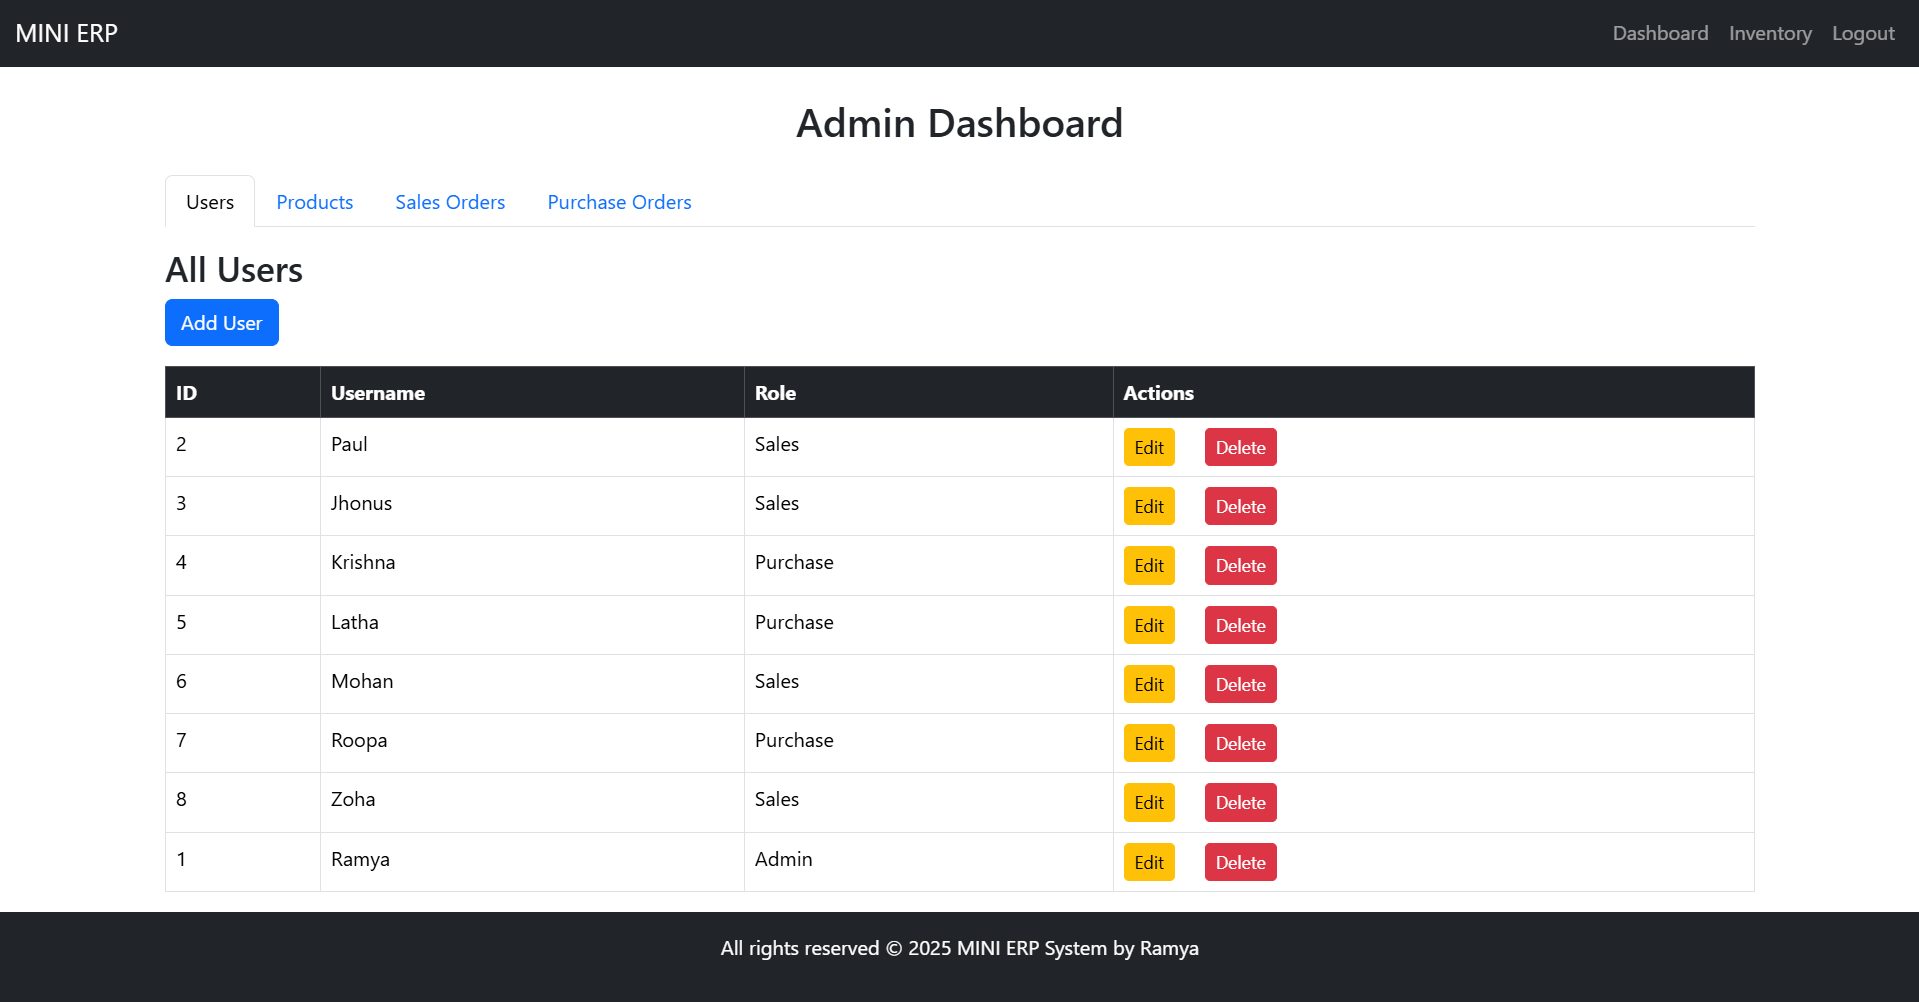 MINI ERP Dashboard Inventory Logout
Admin Dashboard
Users Products Sales Orders Purchase Orders
All Users
Add User
ID Username Role Actions
2 Paul Sales Edit Delete
3 Jhonus Sales Edit Delete
4 Krishna Purchase Edit Delete
5 Latha Purchase Edit Delete
6 Mohan Sales Edit Delete
7 Roopa Purchase Edit Delete
8 Zoha Sales Edit Delete
1 Ramya Admin Edit Delete
All rights reserved © 2025 MINI ERP System by Ramya